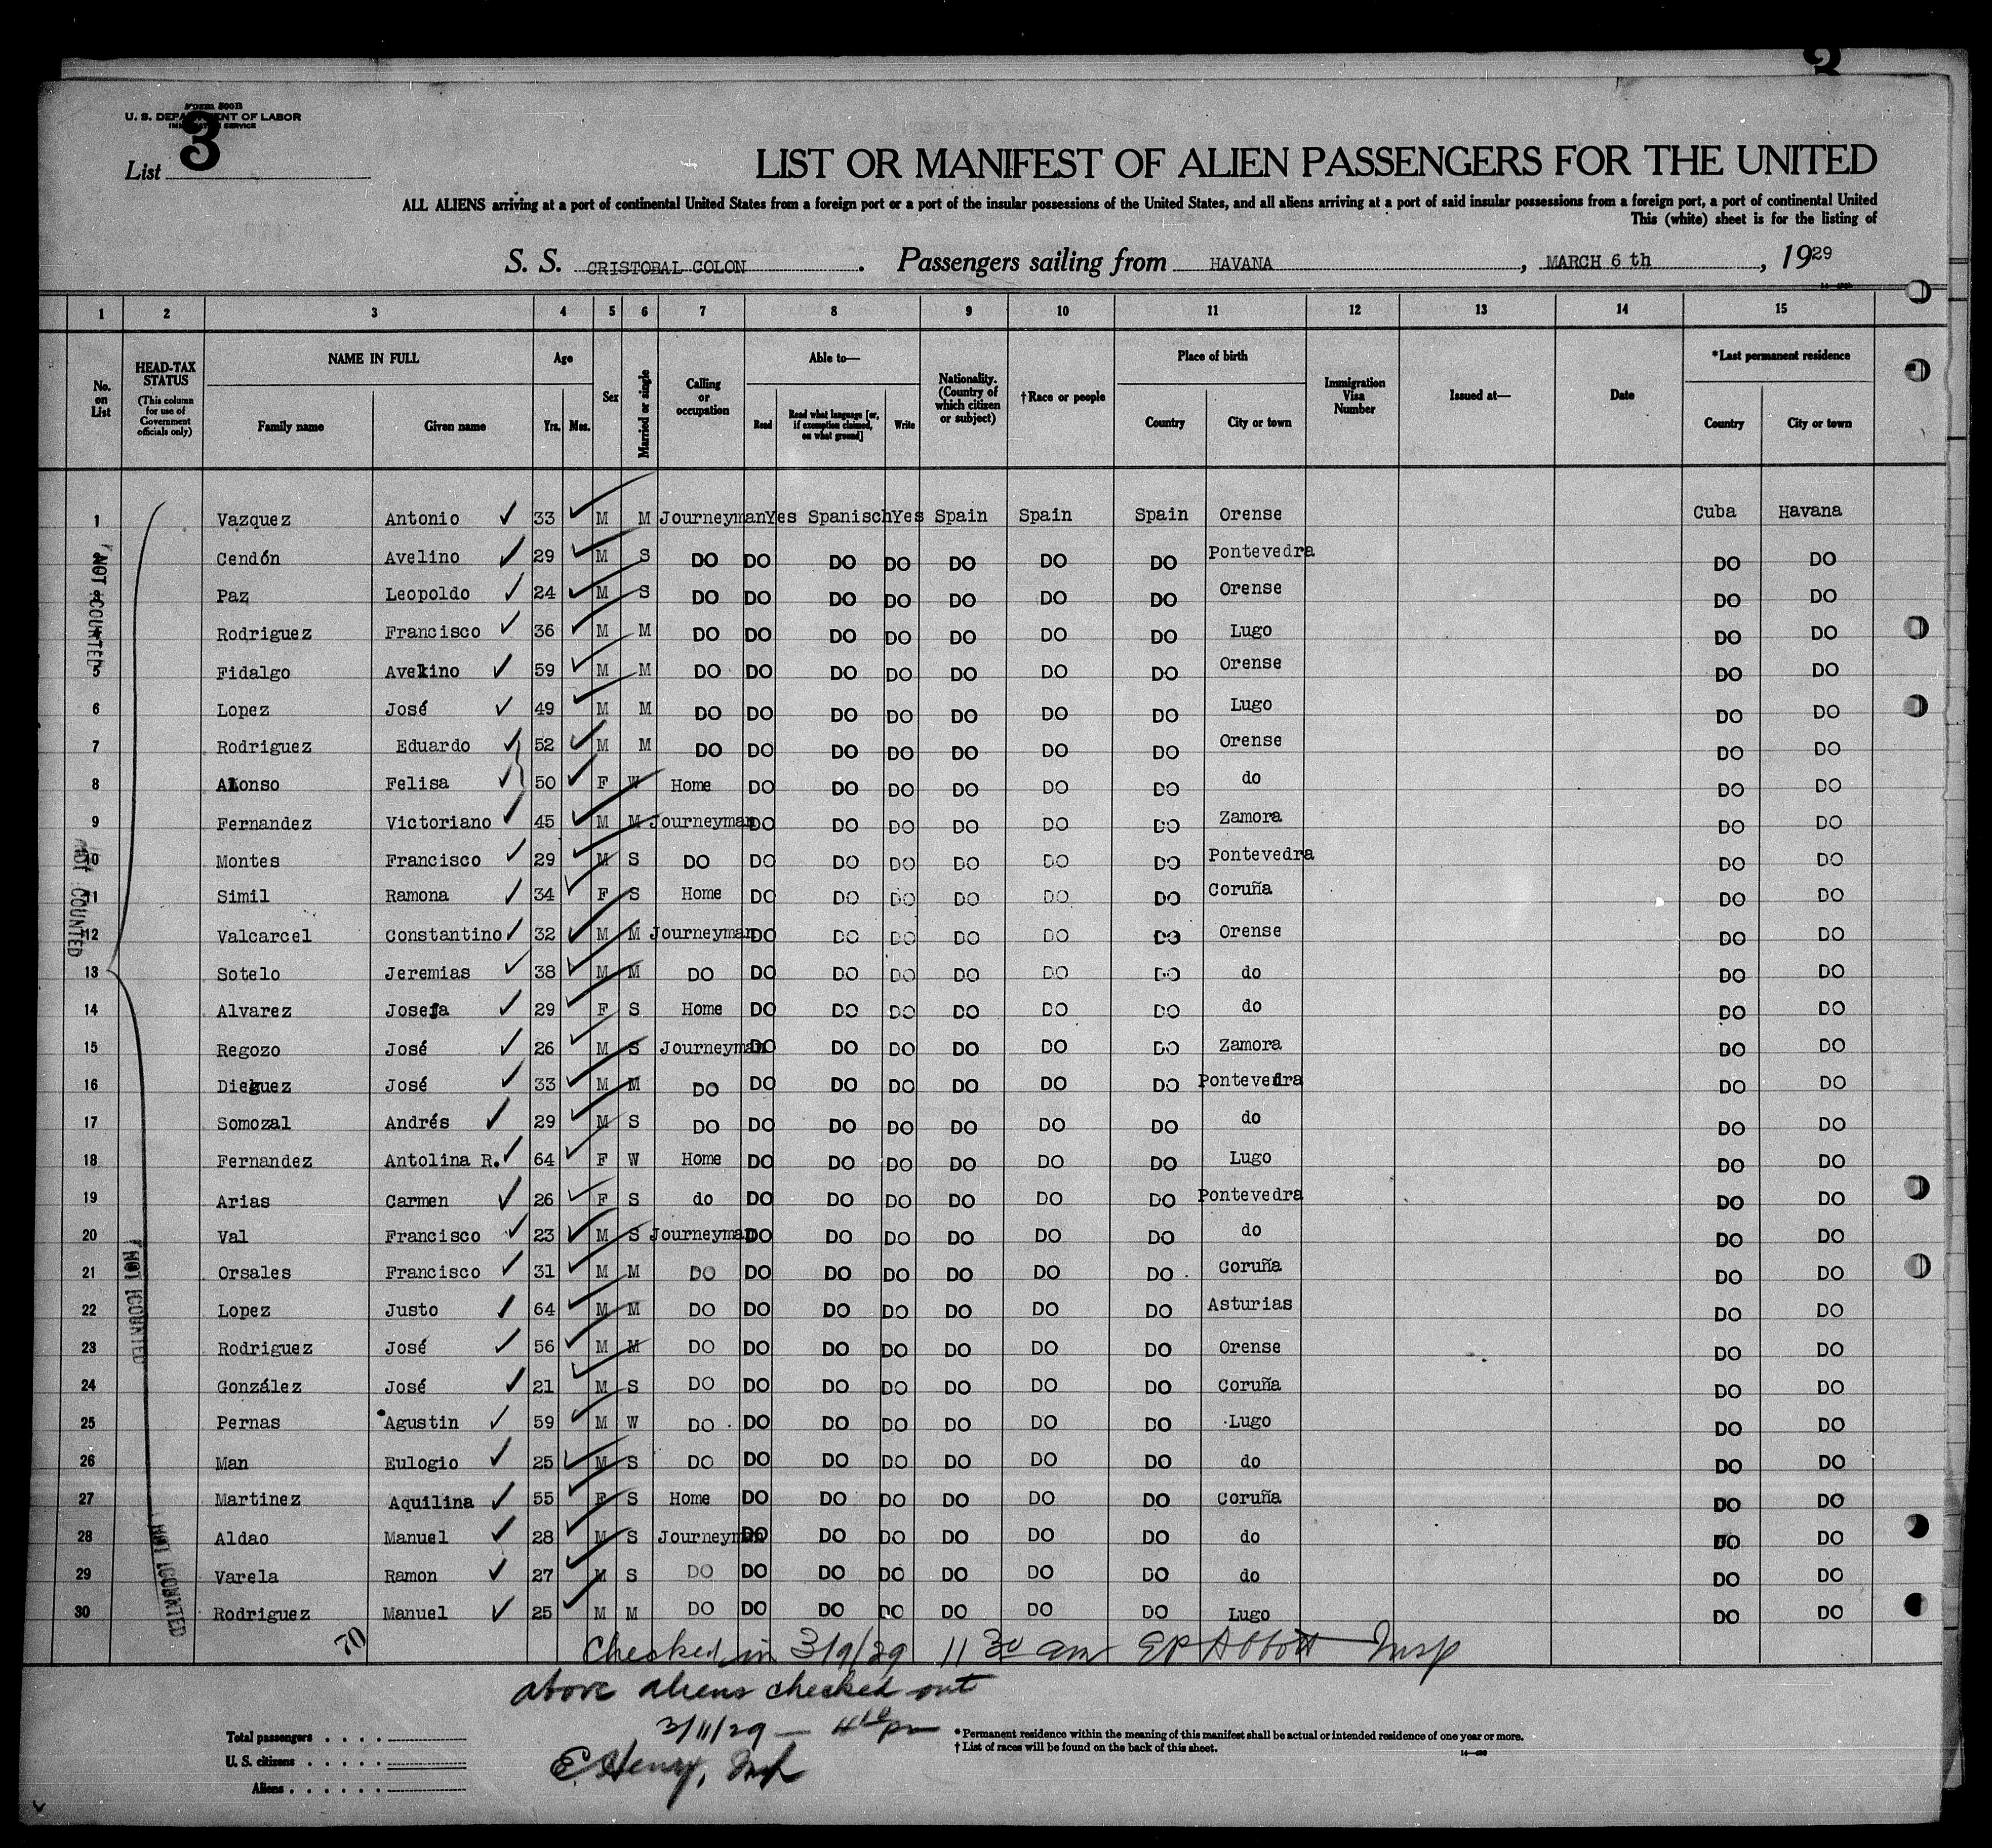 3
Form 500B
U. S. DEPARTMENT OF LABOR
IMMIGRATION SERVICE
List 3
LIST OR MANIFEST OF ALIEN PASSENGERS FOR THE UNITED
ALL ALIENS arriving at a port of continental United States from a foreign port or a port of the insular possessions of the United States, and all aliens arriving at a port of said insular possessions from a foreign port, a port of continental United
This (white) sheet is for the listing of
S. S. CRISTOBAL COLON . Passengers sailing from HAVANA , MARCH 6 th , 1929
1 2 3 4 5 6 7 8 9 10 11 12 13 14 15
No. on List HEAD-TAX STATUS (This column for use of Government officials only) NAME IN FULL Family name Given name Age Yrs. Mos. Sex Married or single Calling or occupation Able to— Read Read what language [or, if exemption claimed, on what ground] Write Nationality. (Country of which citizen or subject) †Race or people Place of birth Country City or town Immigration Visa Number Issued at— Date *Last permanent residence Country City or town
1 Vazquez Antonio 33 M M Journeyman Yes Spanisch Yes Spain Spain Spain Orense Cuba Havana
2 Cendón Avelino 29 M S DO DO DO DO DO DO DO Pontevedra DO DO
3 Paz Leopoldo 24 M S DO DO DO DO DO DO DO Orense DO DO
4 Rodriguez Francisco 36 M M DO DO DO DO DO DO DO Lugo DO DO
5 Fidalgo Avelino 59 M M DO DO DO DO DO DO DO Orense DO DO
6 Lopez José 49 M M DO DO DO DO DO DO DO Lugo DO DO
7 Rodriguez Eduardo 52 M M DO DO DO DO DO DO DO Orense DO DO
8 Alonso Felisa 50 F W Home DO DO DO DO DO DO do DO DO
9 Fernandez Victoriano 45 M M Journeyman DO DO DO DO DO DO Zamora DO DO
10 Montes Francisco 29 M S DO DO DO DO DO DO DO Pontevedra DO DO
11 Simil Ramona 34 F S Home DO DO DO DO DO DO Coruña DO DO
12 Valcarcel Constantino 32 M M Journeyman DO DO DO DO DO DO Orense DO DO
13 Sotelo Jeremias 38 M M DO DO DO DO DO DO DO do DO DO
14 Alvarez Josefa 29 F S Home DO DO DO DO DO DO do DO DO
15 Regozo José 26 M S Journeyman DO DO DO DO DO DO Zamora DO DO
16 Dieguez José 33 M M DO DO DO DO DO DO DO Pontevedra DO DO
17 Somozal Andrés 29 M S DO DO DO DO DO DO DO do DO DO
18 Fernandez Antolina R. 64 F W Home DO DO DO DO DO DO Lugo DO DO
19 Arias Carmen 26 F S do DO DO DO DO DO DO Pontevedra DO DO
20 Val Francisco 23 M S Journeyman DO DO DO DO DO DO do DO DO
21 Orsales Francisco 31 M M DO DO DO DO DO DO DO Coruña DO DO
22 Lopez Justo 64 M M DO DO DO DO DO DO DO Asturias DO DO
23 Rodriguez José 56 M M DO DO DO DO DO DO DO Orense DO DO
24 González José 21 M S DO DO DO DO DO DO DO Coruña DO DO
25 Pernas Agustin 59 M W DO DO DO DO DO DO DO Lugo DO DO
26 Man Eulogio 25 M S DO DO DO DO DO DO DO do DO DO
27 Martinez Aquilina 55 F S Home DO DO DO DO DO DO Coruña DO DO
28 Aldao Manuel 28 M S Journeyman DO DO DO DO DO DO do DO DO
29 Varela Ramon 27 M S DO DO DO DO DO DO DO do DO DO
30 Rodriguez Manuel 25 M M DO DO DO DO DO DO DO Lugo DO DO
NOT COUNTED
NOT COUNTED
NOT COUNTED
NOT COUNTED
70
Checked in 3/9/29 11 30 am EP Abbott Insp
above aliens checked out
3/11/29 — 4 10 pm
E Henry, Insp
Total passengers
U. S. citizens
Aliens
* Permanent residence within the meaning of this manifest shall be actual or intended residence of one year or more.
† List of races will be found on the back of this sheet.